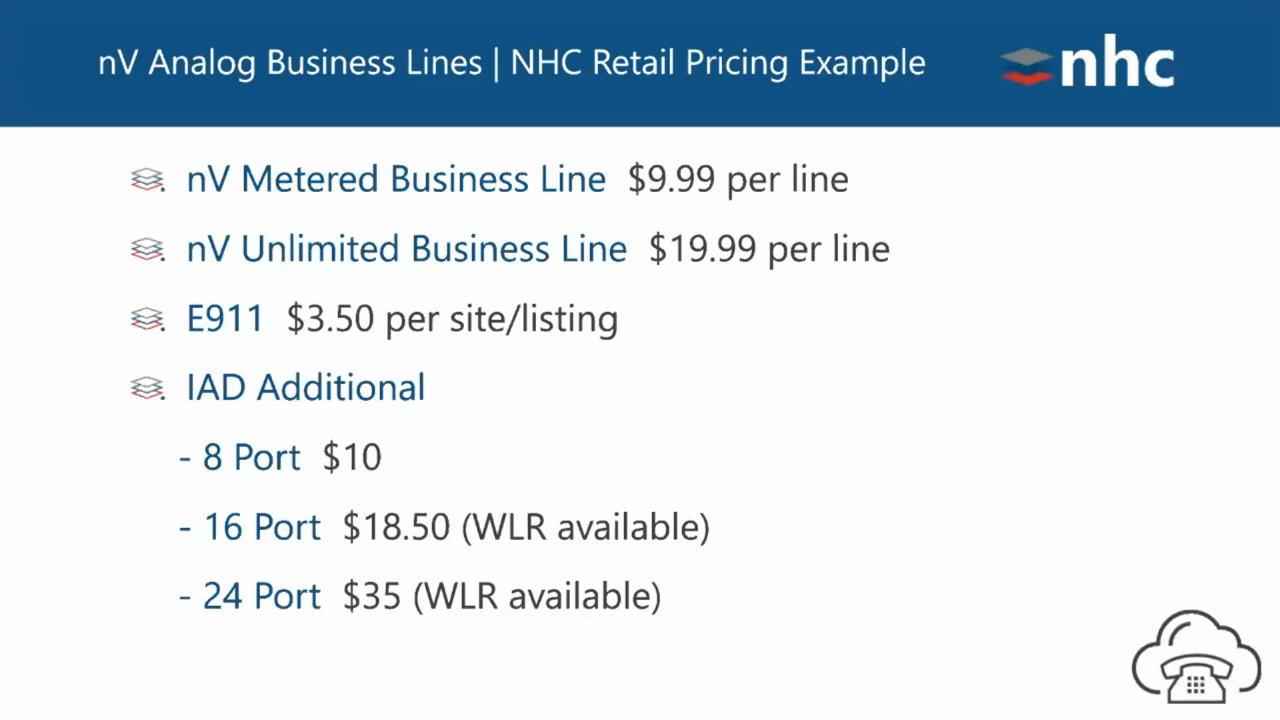 nV Analog Business Lines | NHC Retail Pricing Example
nhc
nV Metered Business Line $9.99 per line
nV Unlimited Business Line $19.99 per line
E911 $3.50 per site/listing
IAD Additional
- 8 Port $10
- 16 Port $18.50 (WLR available)
- 24 Port $35 (WLR available)